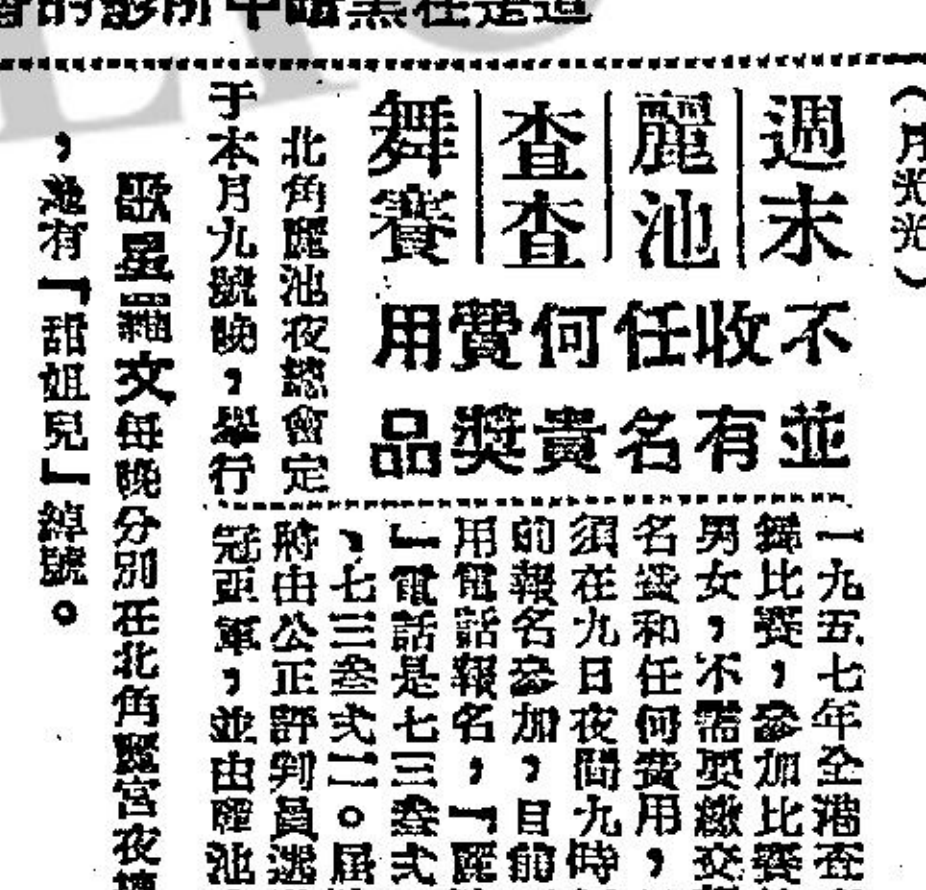 (月光光)
週末
麗池
查查
舞賽
不收任何費用
並有名貴獎品
北角麗池夜總會定
于本月九號晚,舉行
一九五七年全港查
舞比賽,參加比賽
男女,不需要繳交
名費和任何費用,
須在九日夜間九時
前報名參加,目前
用電話報名,『麗
』電話是七三叁式
、七三叁式二。屆
將由公正評判員選
冠亞軍,並由麗池
歌星 文每晚分別在北角麗宮夜
,她有『甜姐兒』綽號。